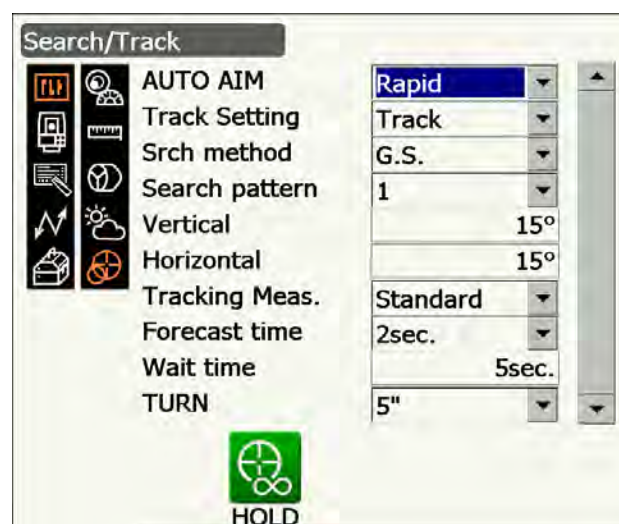 Search/Track
AUTO AIM Rapid
Track Setting Track
Srch method G.S.
Search pattern 1
Vertical 15°
Horizontal 15°
Tracking Meas. Standard
Forecast time 2sec.
Wait time 5sec.
TURN 5"
HOLD